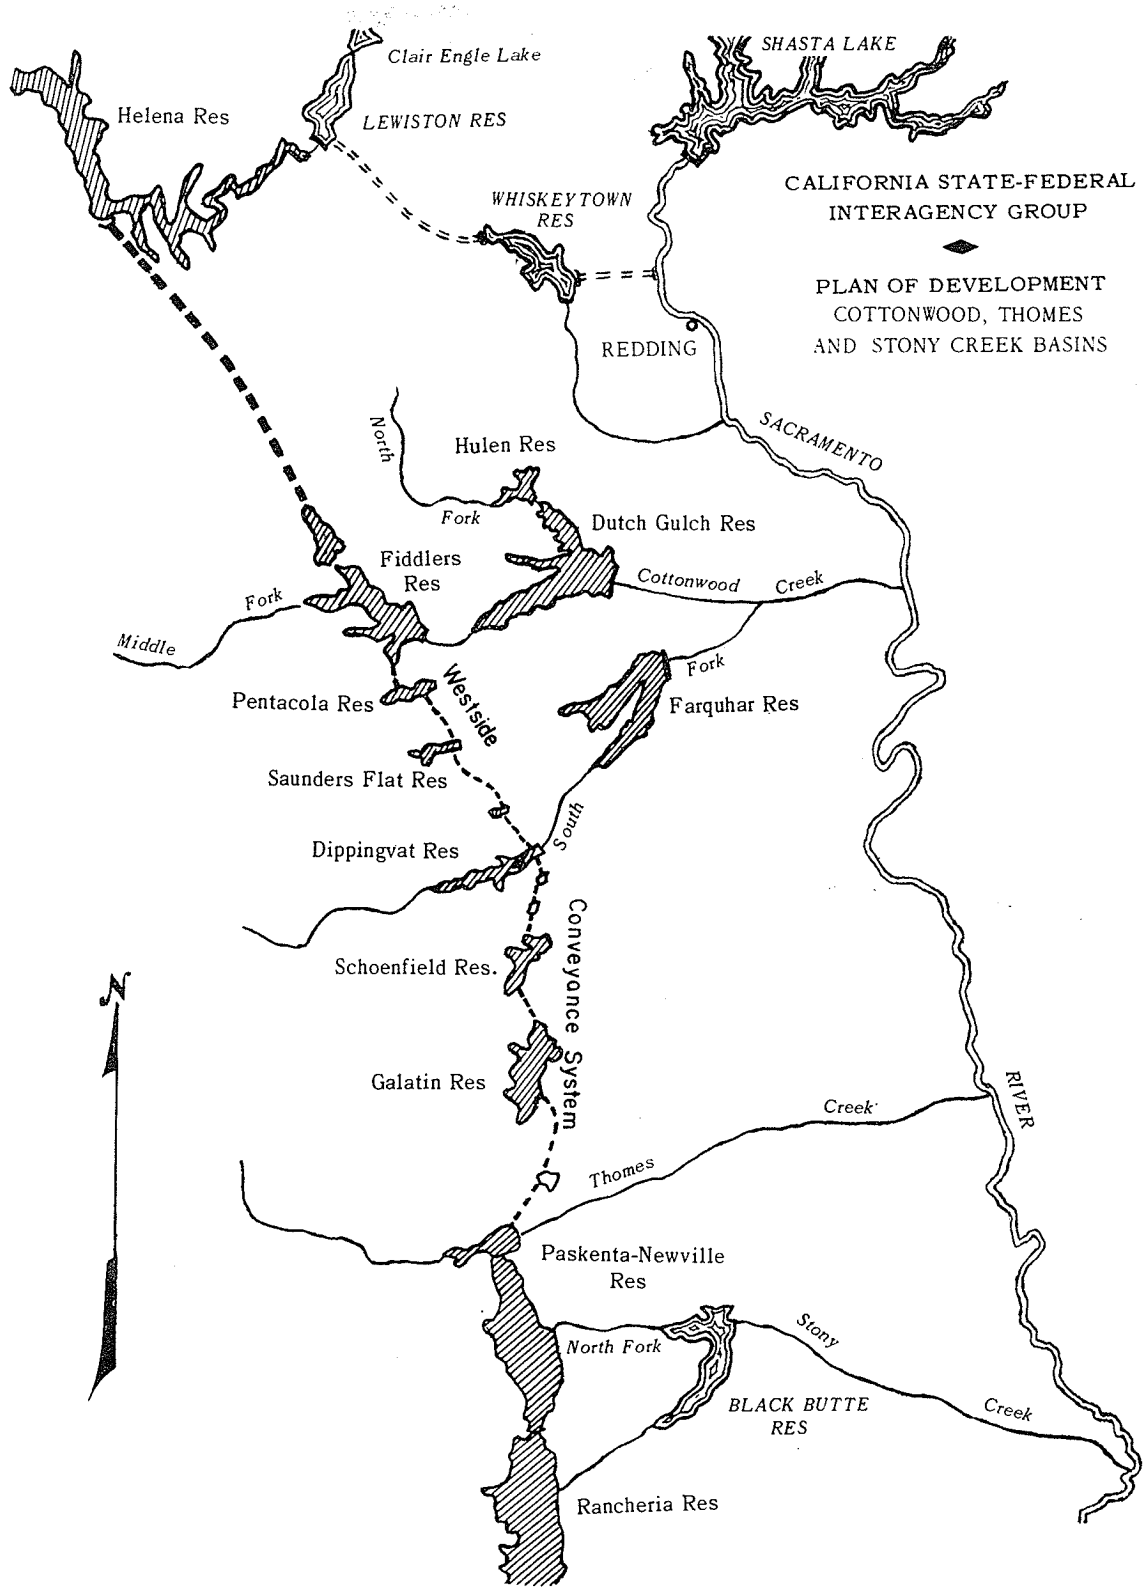 Clair Engle Lake
SHASTA LAKE
Helena Res
LEWISTON RES
CALIFORNIA STATE-FEDERAL
INTERAGENCY GROUP
WHISKEYTOWN
RES
PLAN OF DEVELOPMENT
COTTONWOOD, THOMES
AND STONY CREEK BASINS
REDDING
SACRAMENTO
North
Fork
Hulen Res
Dutch Gulch Res
Fiddlers
Res
Cottonwood
Creek
Middle
Fork
Westside
Fork
Pentacola Res
Farquhar Res
Saunders Flat Res
South
Dippingvat Res
Conveyance System
Schoenfield Res.
N
Galatin Res
RIVER
Creek
Thomes
Paskenta-Newville
Res
North Fork
Stony
Creek
BLACK BUTTE
RES
Rancheria Res